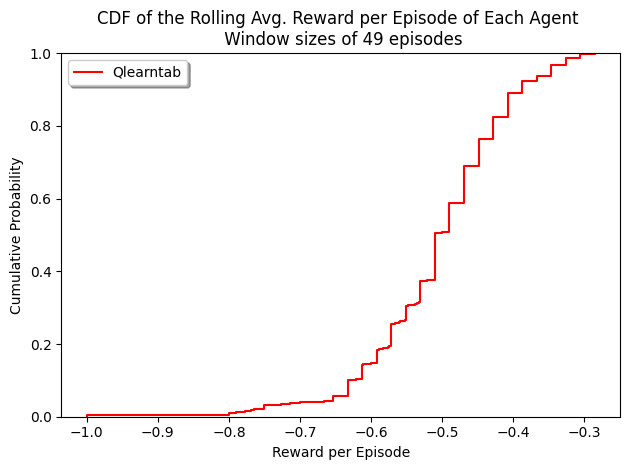 CDF of the Rolling Avg. Reward per Episode of Each Agent
Window sizes of 49 episodes
Qlearntab
Cumulative Probability
1.0
0.8
0.6
0.4
0.2
0.0
−1.0 −0.9 −0.8 −0.7 −0.6 −0.5 −0.4 −0.3
Reward per Episode